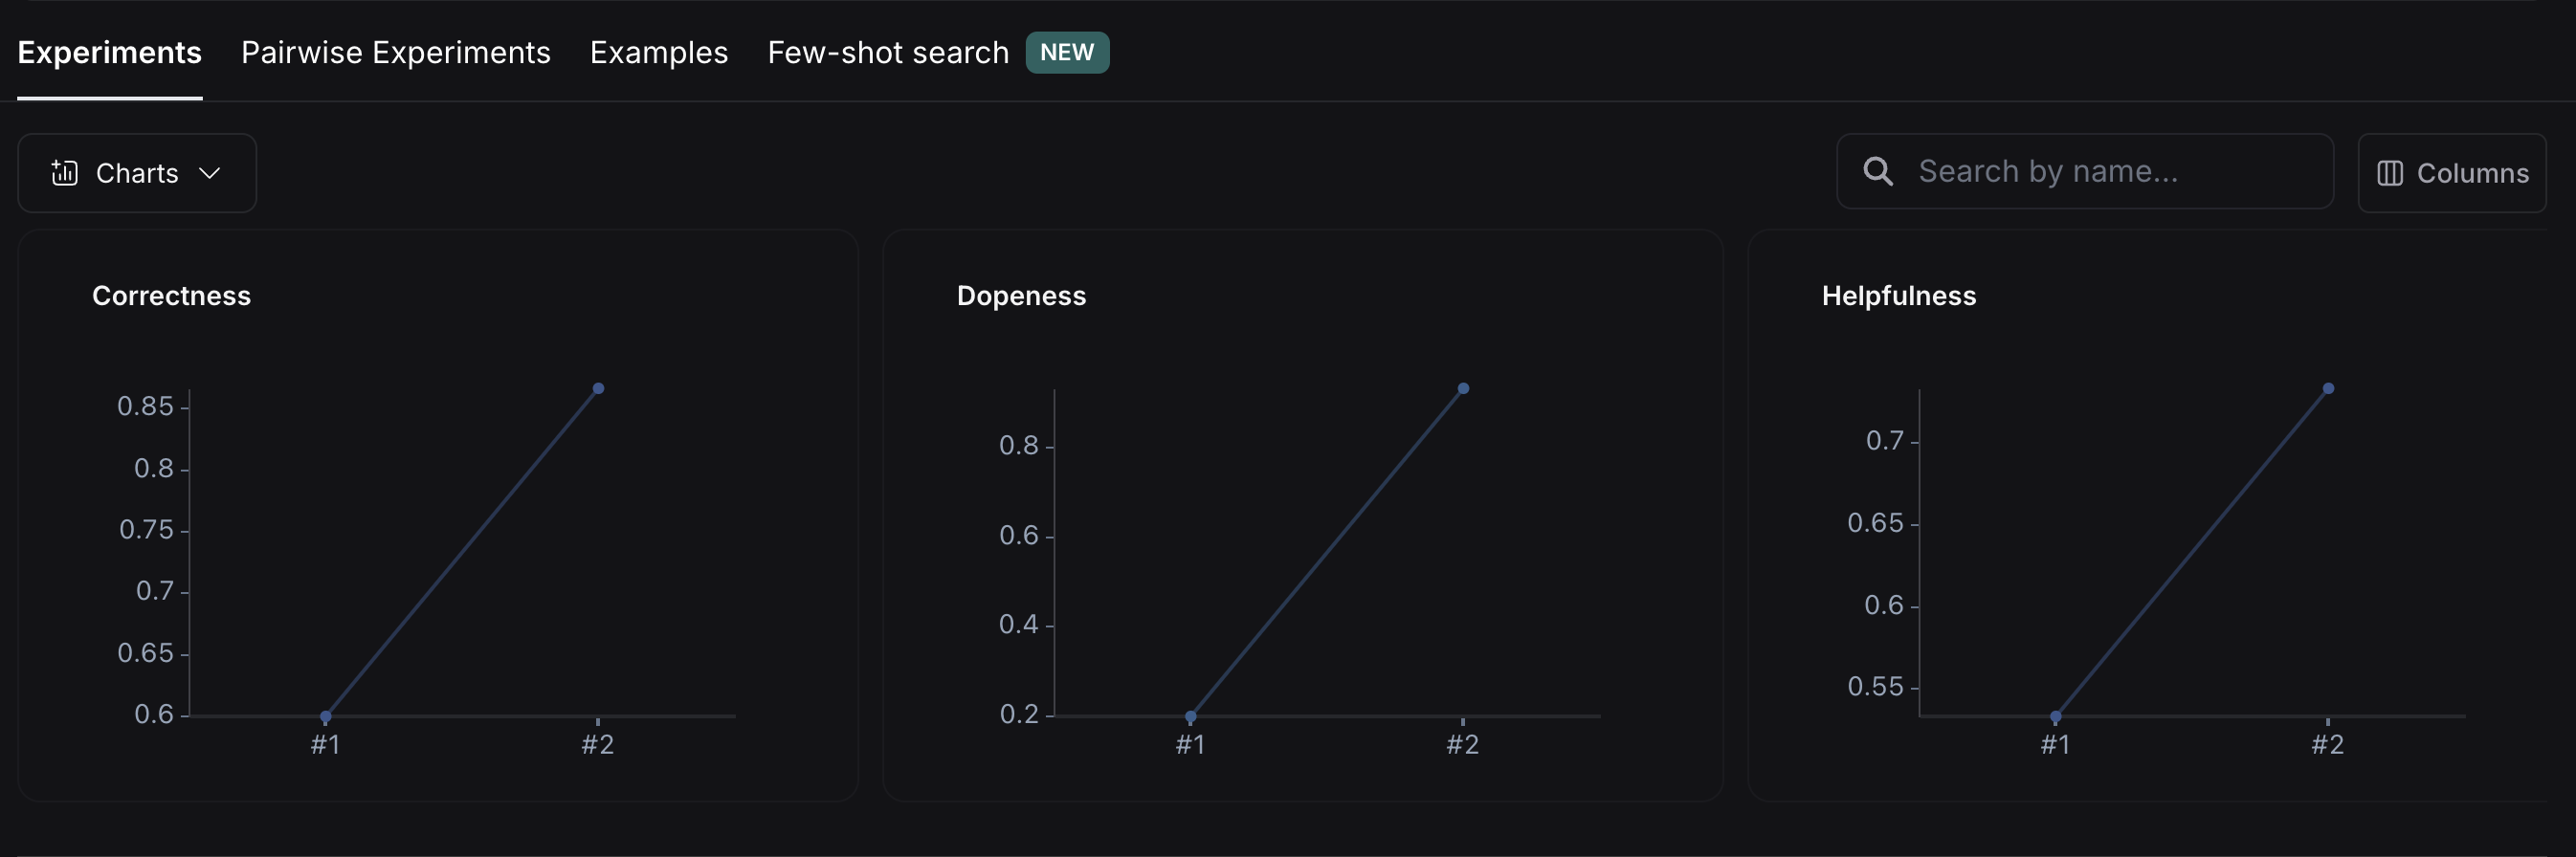 Experiments Pairwise Experiments Examples Few-shot search NEW
Charts
Search by name...
Columns
Correctness
0.85
0.8
0.75
0.7
0.65
0.6
#1 #2
Dopeness
0.8
0.6
0.4
0.2
#1 #2
Helpfulness
0.7
0.65
0.6
0.55
#1 #2